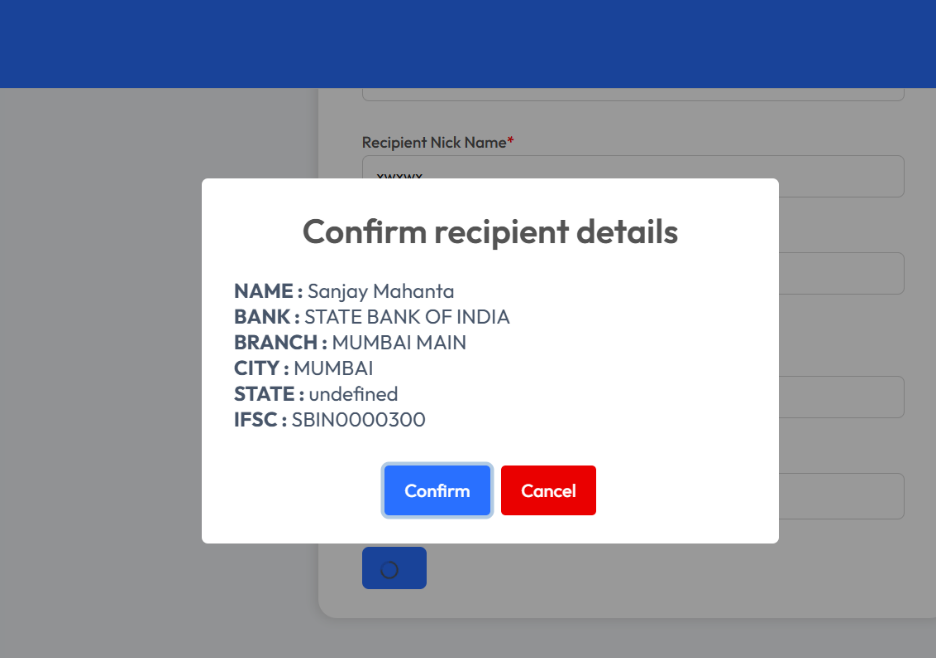 Recipient Nick Name*
Confirm recipient details
NAME : Sanjay Mahanta
BANK : STATE BANK OF INDIA
BRANCH : MUMBAI MAIN
CITY : MUMBAI
STATE : undefined
IFSC : SBIN0000300
Confirm Cancel